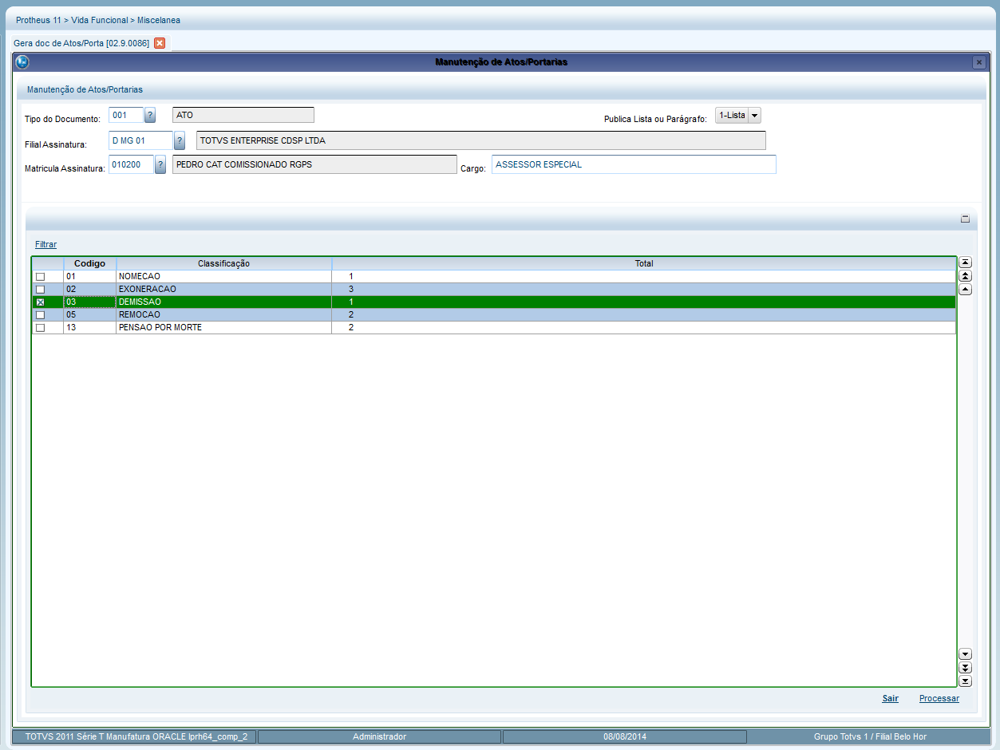 Protheus 11 > Vida Funcional > Miscelanea
Gera doc de Atos/Porta [02.9.0086]
Manutenção de Atos/Portarias
Manutenção de Atos/Portarias
Tipo do Documento: 001 ? ATO Publica Lista ou Parágrafo: 1-Lista
Filial Assinatura: D MG 01 ? TOTVS ENTERPRISE CDSP LTDA
Matricula Assinatura: 010200 ? PEDRO CAT COMISSIONADO RGPS Cargo: ASSESSOR ESPECIAL
Filtrar
Codigo Classificação Total
01 NOMECAO 1
02 EXONERACAO 3
03 DEMISSAO 1
05 REMOCAO 2
13 PENSAO POR MORTE 2
Sair Processar
TOTVS 2011 Série T Manufatura ORACLE lprh64_comp_2 Administrador 08/08/2014 Grupo Totvs 1 / Filial Belo Hor